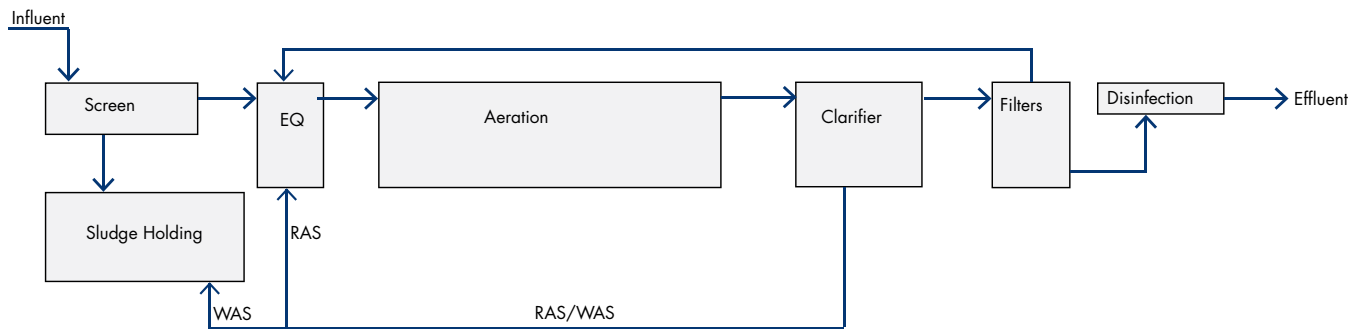 Influent
Screen
EQ
Aeration
Clarifier
Filters
Disinfection
Effluent
Sludge Holding
RAS
WAS
RAS/WAS